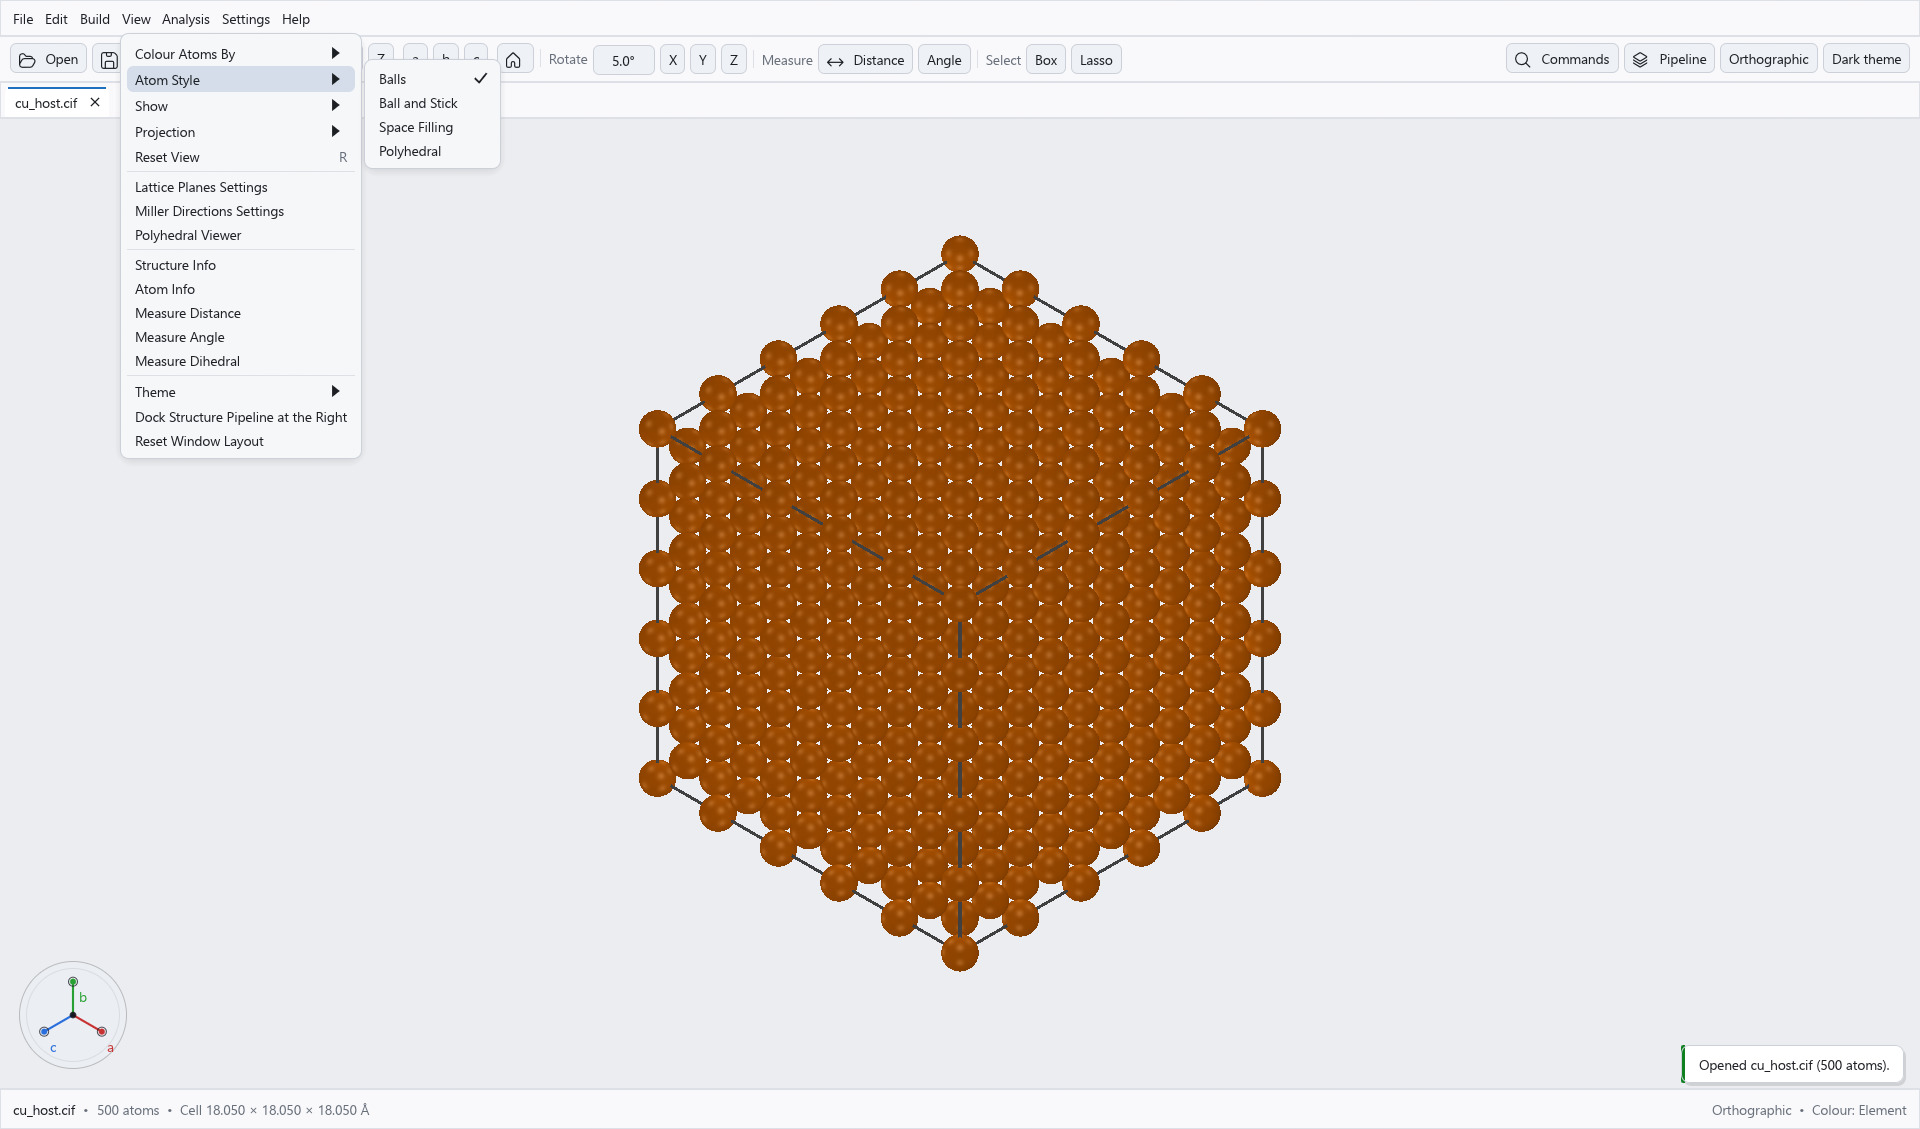 File Edit Build View Analysis Settings Help
Open Rotate 5.0° X Y Z Measure Distance Angle Select Box Lasso Commands Pipeline Orthographic Dark theme
cu_host.cif
Colour Atoms By
Atom Style
Show
Projection
Reset View R
Lattice Planes Settings
Miller Directions Settings
Polyhedral Viewer
Structure Info
Atom Info
Measure Distance
Measure Angle
Measure Dihedral
Theme
Dock Structure Pipeline at the Right
Reset Window Layout
Balls
Ball and Stick
Space Filling
Polyhedral
b
c a
Opened cu_host.cif (500 atoms).
cu_host.cif • 500 atoms • Cell 18.050 × 18.050 × 18.050 Å Orthographic • Colour: Element